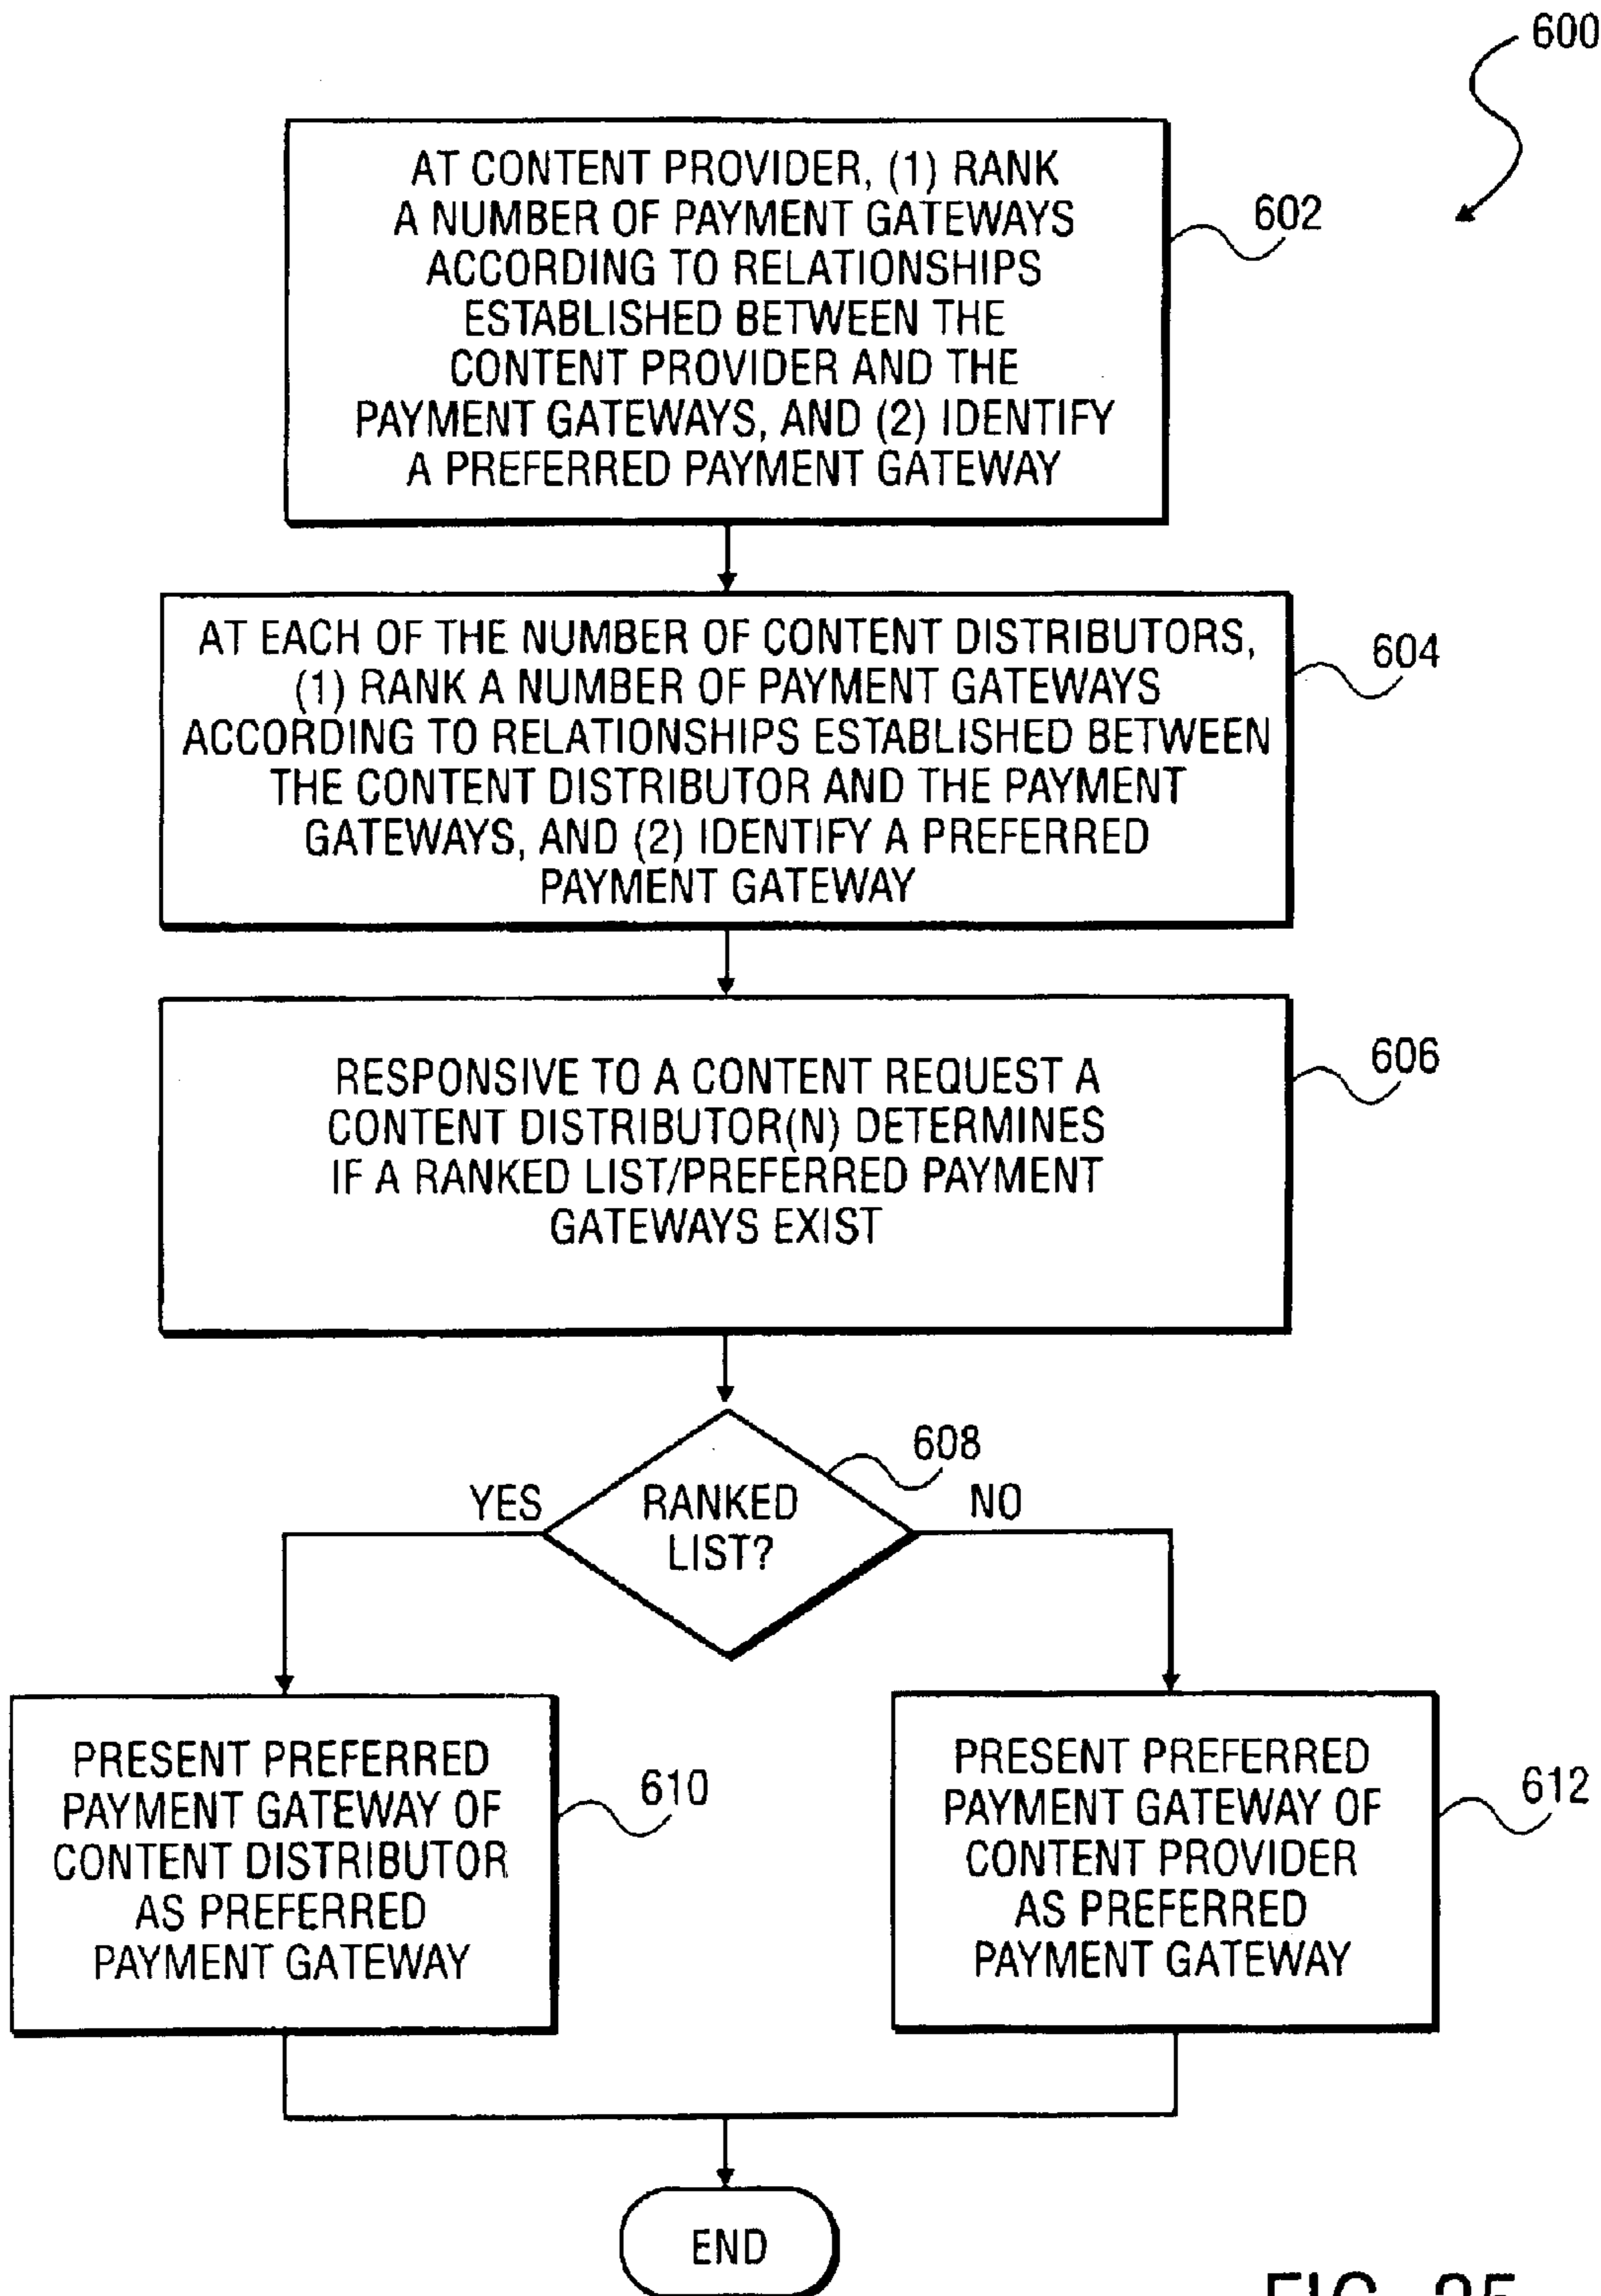 600
AT CONTENT PROVIDER, (1) RANK
A NUMBER OF PAYMENT GATEWAYS
ACCORDING TO RELATIONSHIPS
ESTABLISHED BETWEEN THE
CONTENT PROVIDER AND THE
PAYMENT GATEWAYS, AND (2) IDENTIFY
A PREFERRED PAYMENT GATEWAY
602
AT EACH OF THE NUMBER OF CONTENT DISTRIBUTORS,
(1) RANK A NUMBER OF PAYMENT GATEWAYS
ACCORDING TO RELATIONSHIPS ESTABLISHED BETWEEN
THE CONTENT DISTRIBUTOR AND THE PAYMENT
GATEWAYS, AND (2) IDENTIFY A PREFERRED
PAYMENT GATEWAY
604
RESPONSIVE TO A CONTENT REQUEST A
CONTENT DISTRIBUTOR(N) DETERMINES
IF A RANKED LIST/PREFERRED PAYMENT
GATEWAYS EXIST
606
608
YES
RANKED
LIST?
NO
PRESENT PREFERRED
PAYMENT GATEWAY OF
CONTENT DISTRIBUTOR
AS PREFERRED
PAYMENT GATEWAY
610
PRESENT PREFERRED
PAYMENT GATEWAY OF
CONTENT PROVIDER
AS PREFERRED
PAYMENT GATEWAY
612
END